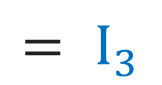 = I₃